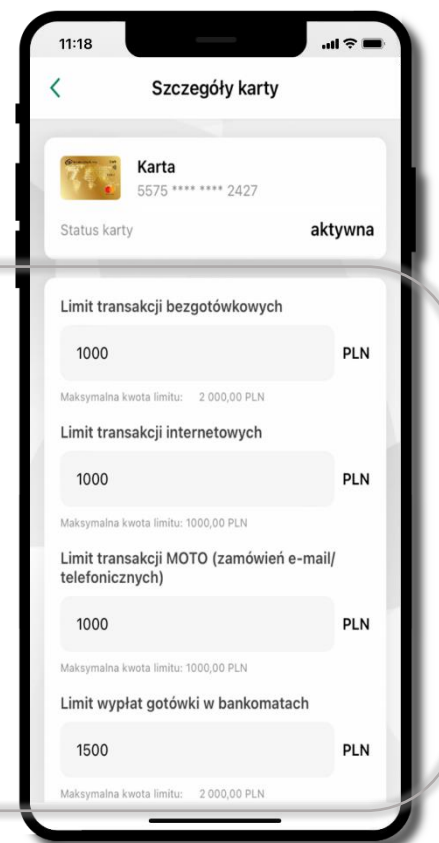 11:18
Szczegóły karty
Karta
5575 **** **** 2427
Status karty
aktywna
Limit transakcji bezgotówkowych
1000 PLN
Maksymalna kwota limitu: 2 000,00 PLN
Limit transakcji internetowych
1000 PLN
Maksymalna kwota limitu: 1000,00 PLN
Limit transakcji MOTO (zamówień e-mail/
telefonicznych)
1000 PLN
Maksymalna kwota limitu: 1000,00 PLN
Limit wypłat gotówki w bankomatach
1500 PLN
Maksymalna kwota limitu: 2 000,00 PLN